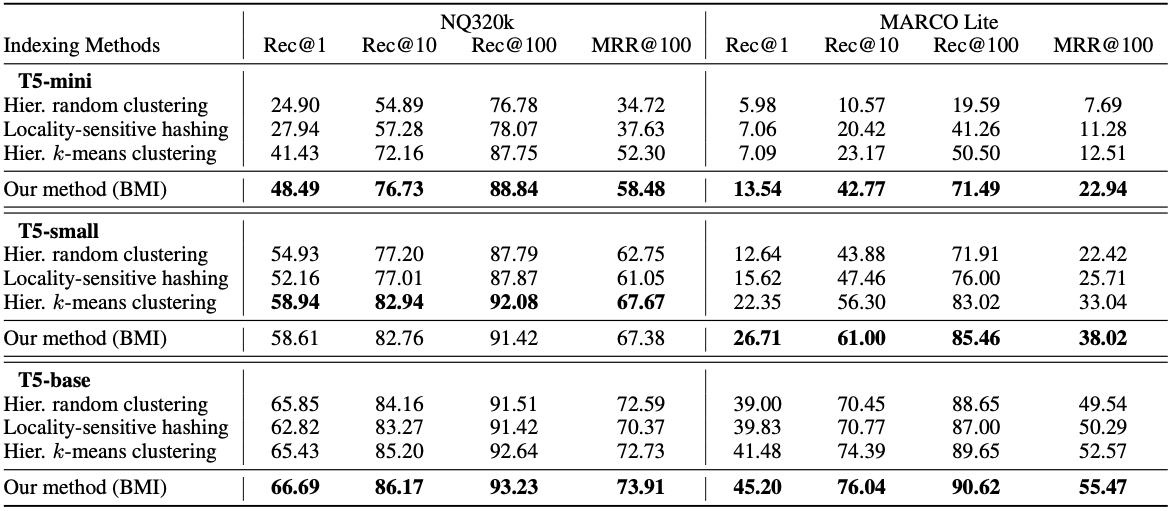 NQ320k MARCO Lite
Indexing Methods Rec@1 Rec@10 Rec@100 MRR@100 Rec@1 Rec@10 Rec@100 MRR@100
T5-mini
Hier. random clustering 24.90 54.89 76.78 34.72 5.98 10.57 19.59 7.69
Locality-sensitive hashing 27.94 57.28 78.07 37.63 7.06 20.42 41.26 11.28
Hier. k-means clustering 41.43 72.16 87.75 52.30 7.09 23.17 50.50 12.51
Our method (BMI) 48.49 76.73 88.84 58.48 13.54 42.77 71.49 22.94
T5-small
Hier. random clustering 54.93 77.20 87.79 62.75 12.64 43.88 71.91 22.42
Locality-sensitive hashing 52.16 77.01 87.87 61.05 15.62 47.46 76.00 25.71
Hier. k-means clustering 58.94 82.94 92.08 67.67 22.35 56.30 83.02 33.04
Our method (BMI) 58.61 82.76 91.42 67.38 26.71 61.00 85.46 38.02
T5-base
Hier. random clustering 65.85 84.16 91.51 72.59 39.00 70.45 88.65 49.54
Locality-sensitive hashing 62.82 83.27 91.42 70.37 39.83 70.77 87.00 50.29
Hier. k-means clustering 65.43 85.20 92.64 72.73 41.48 74.39 89.65 52.57
Our method (BMI) 66.69 86.17 93.23 73.91 45.20 76.04 90.62 55.47